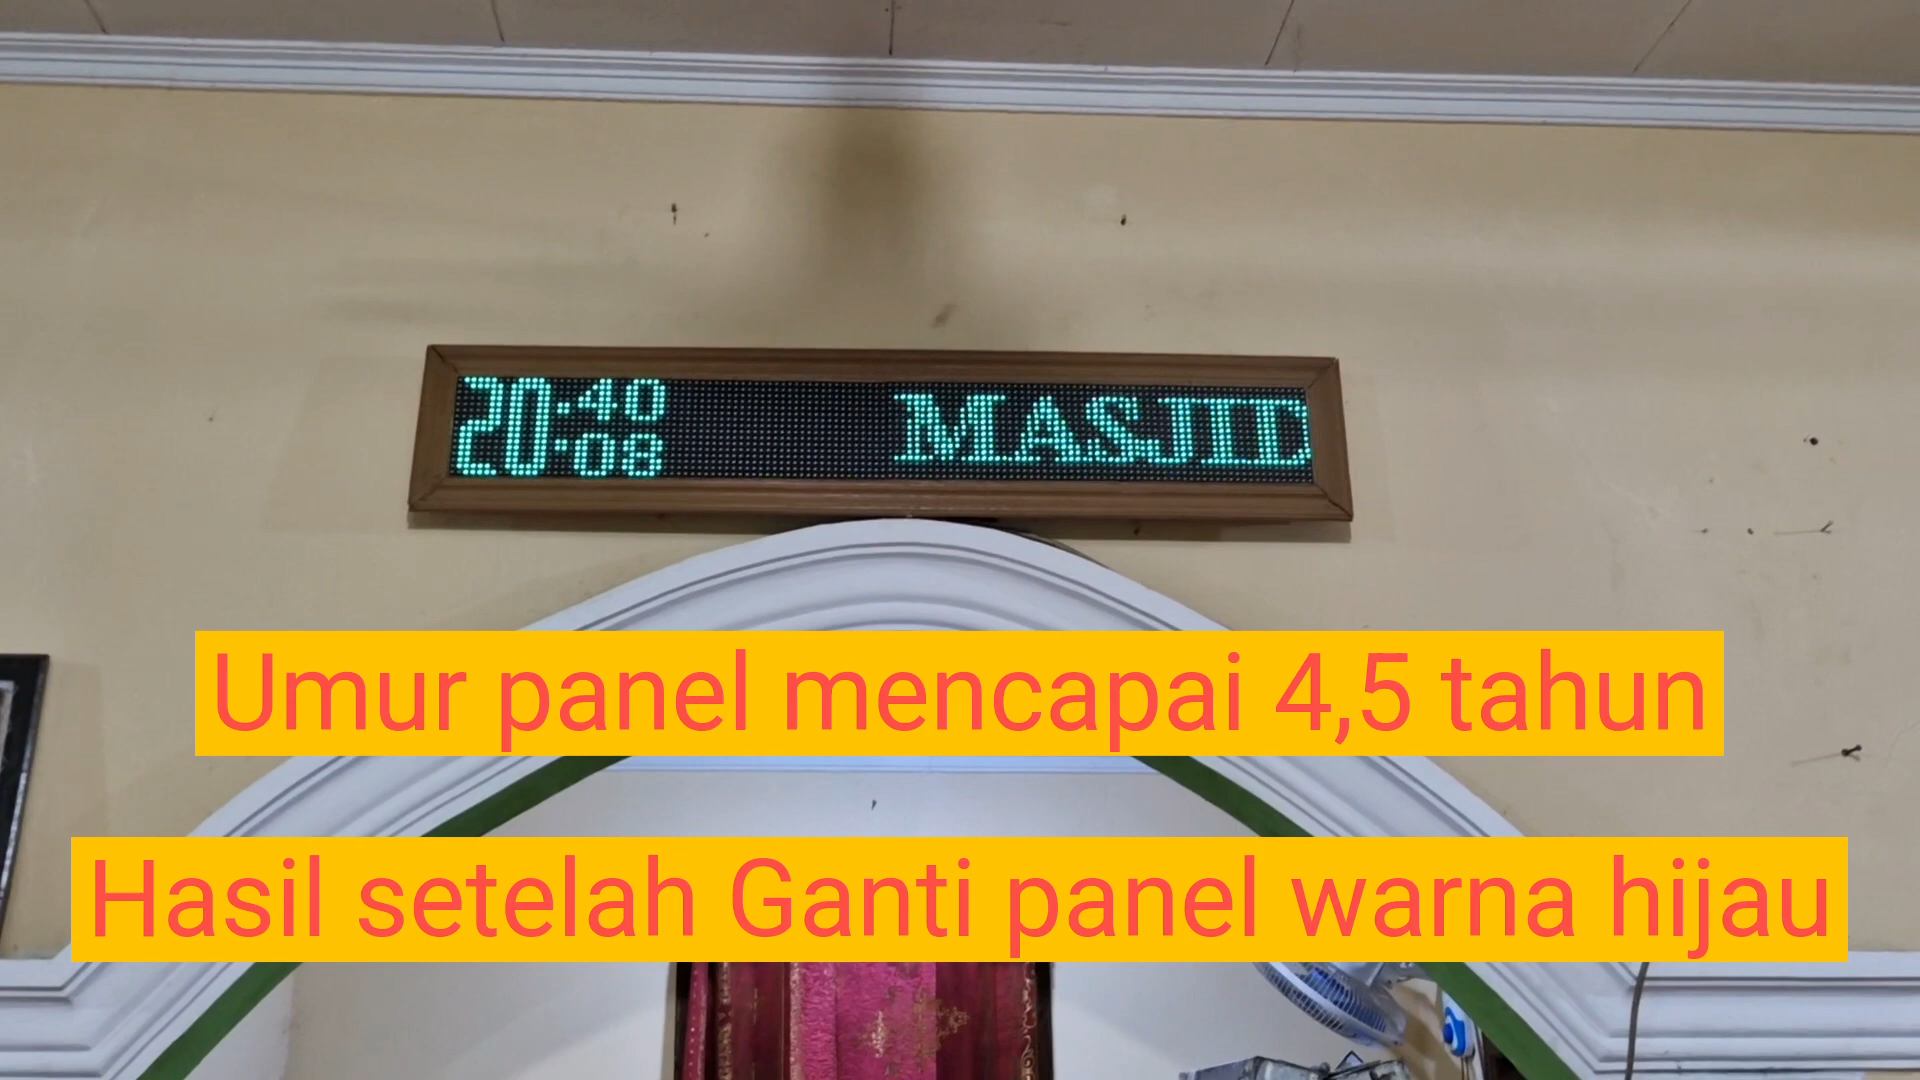 20:40
:08
MASJID
Umur panel mencapai 4,5 tahun
Hasil setelah Ganti panel warna hijau